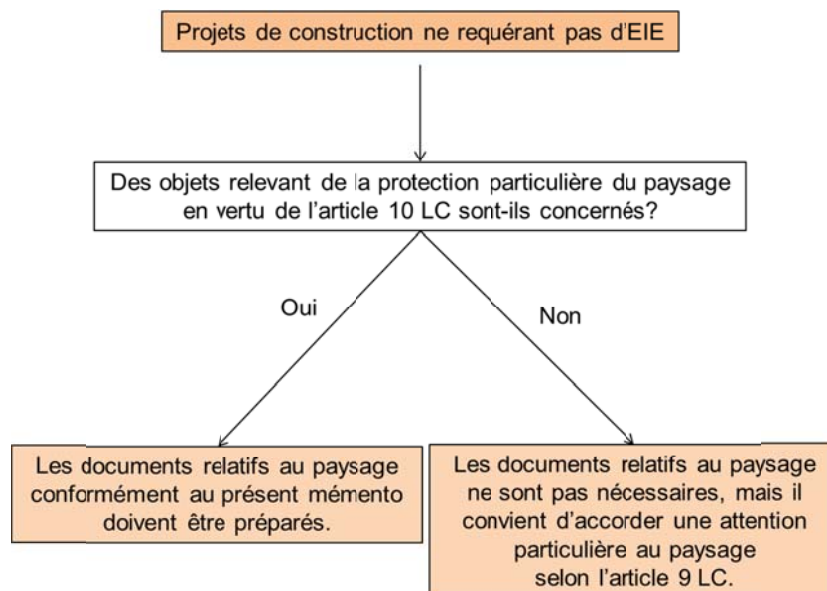 Projets de construction ne requérant pas d'EIE
Des objets relevant de la protection particulière du paysage
en vertu de l'article 10 LC sont-ils concernés?
Oui
Non
Les documents relatifs au paysage
conformément au présent mémento
doivent être préparés.
Les documents relatifs au paysage
ne sont pas nécessaires, mais il
convient d'accorder une attention
particulière au paysage
selon l'article 9 LC.